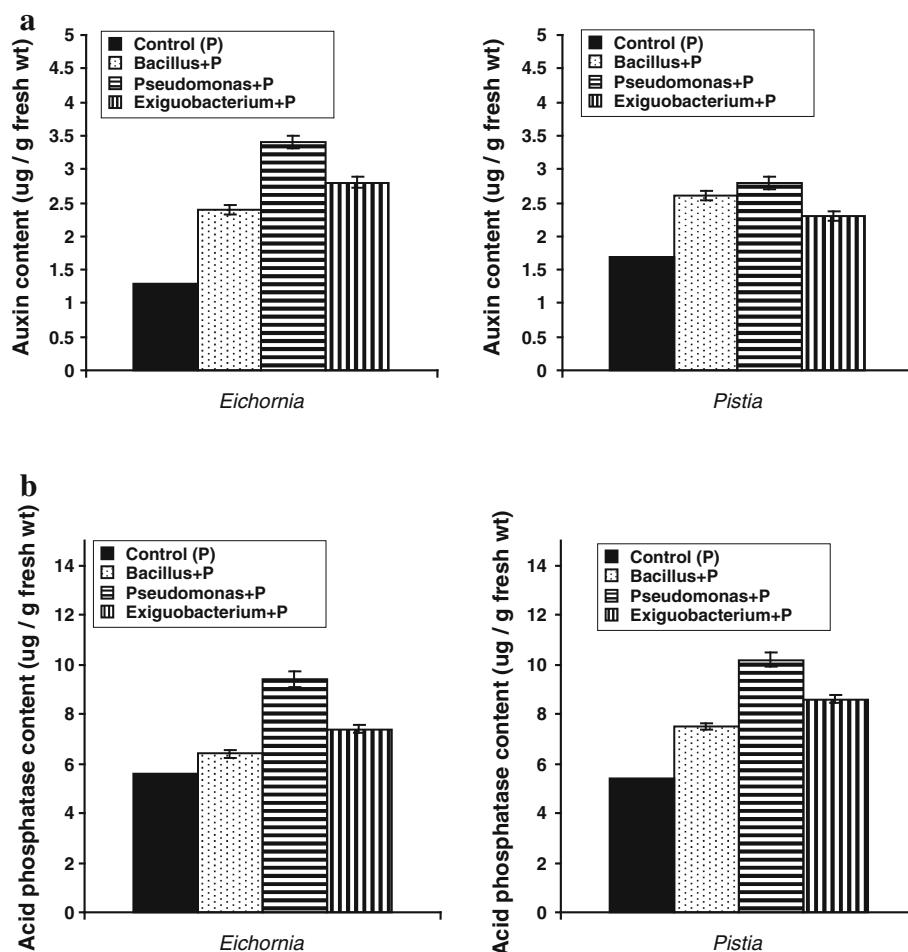 a
Auxin content (ug / g fresh wt)
5
4.5
4
3.5
3
2.5
2
1.5
1
0.5
0
Control (P)
Bacillus+P
Pseudomonas+P
Exiguobacterium+P
Eichornia
Auxin content (ug / g fresh wt)
5
4.5
4
3.5
3
2.5
2
1.5
1
0.5
0
Control (P)
Bacillus+P
Pseudomonas+P
Exiguobacterium+P
Pistia
b
Acid phosphatase content (ug / g fresh wt)
14
12
10
8
6
4
2
0
Control (P)
Bacillus+P
Pseudomonas+P
Exiguobacterium+P
Eichornia
Acid phosphatase content (ug / g fresh wt)
14
12
10
8
6
4
2
0
Control (P)
Bacillus+P
Pseudomonas+P
Exiguobacterium+P
Pistia